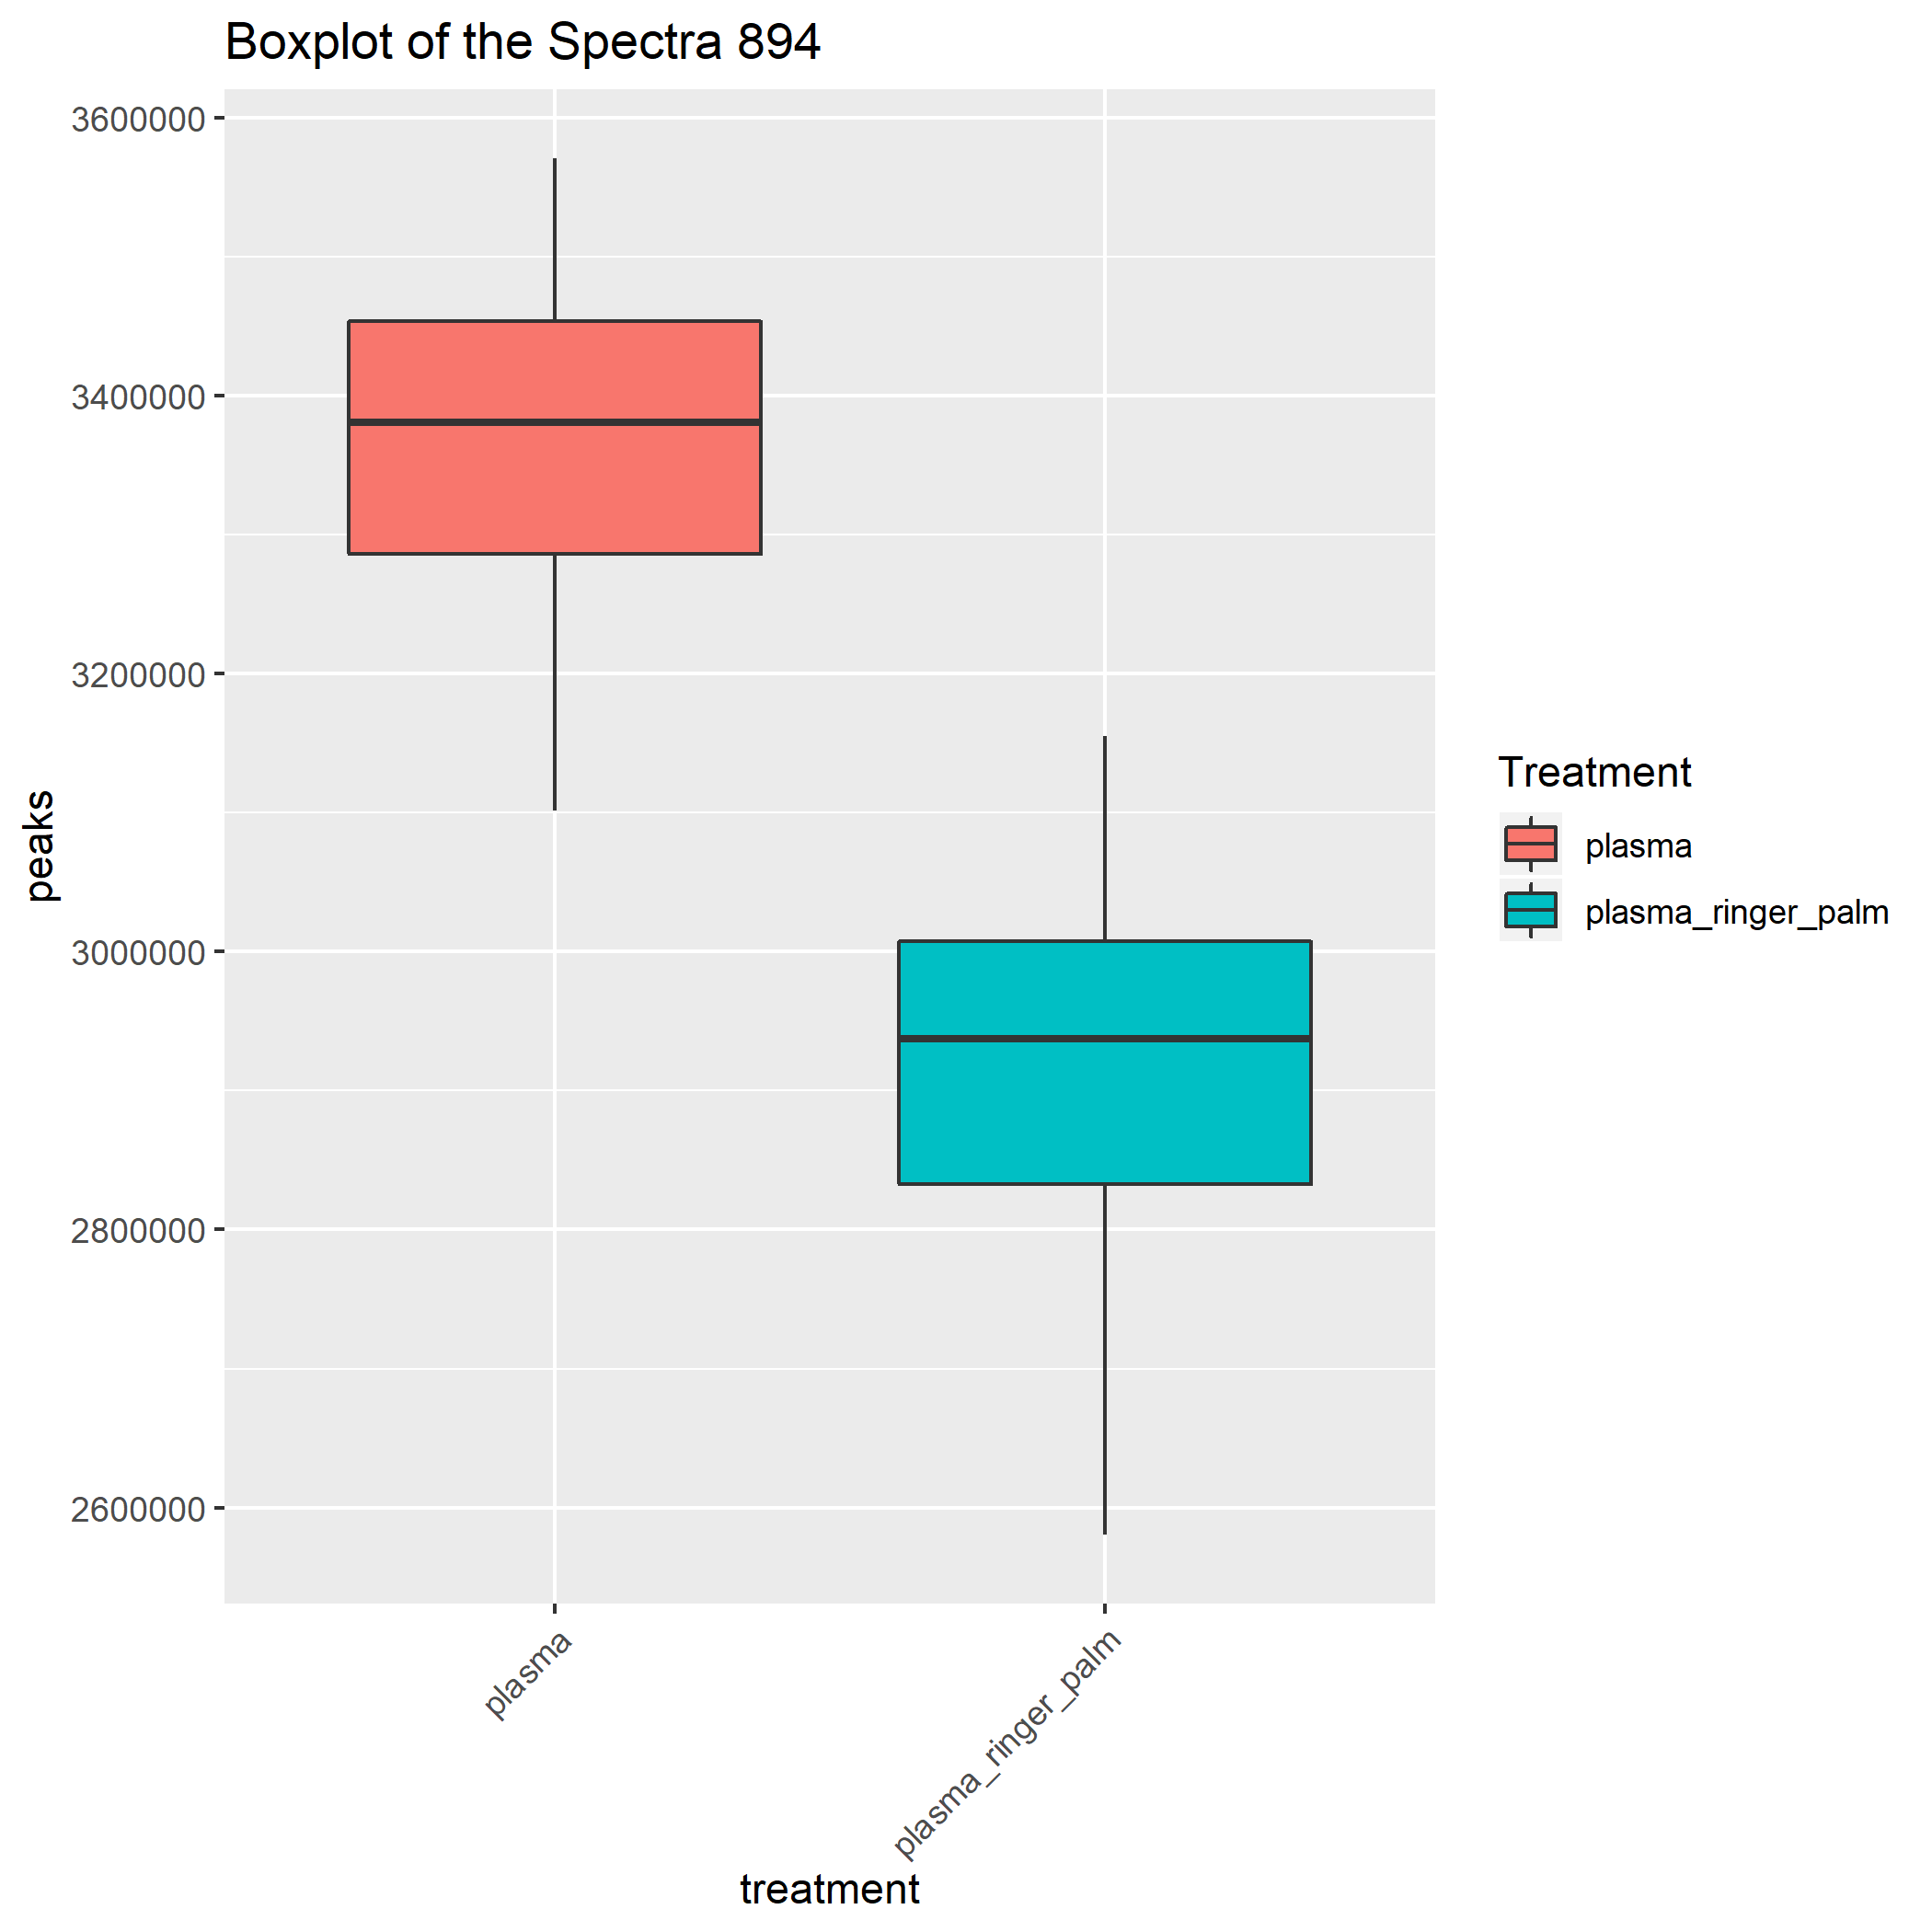 Boxplot of the Spectra 894
3600000
3400000
3200000
3000000
2800000
2600000
peaks
plasma
plasma_ringer_palm
treatment
Treatment
plasma
plasma_ringer_palm